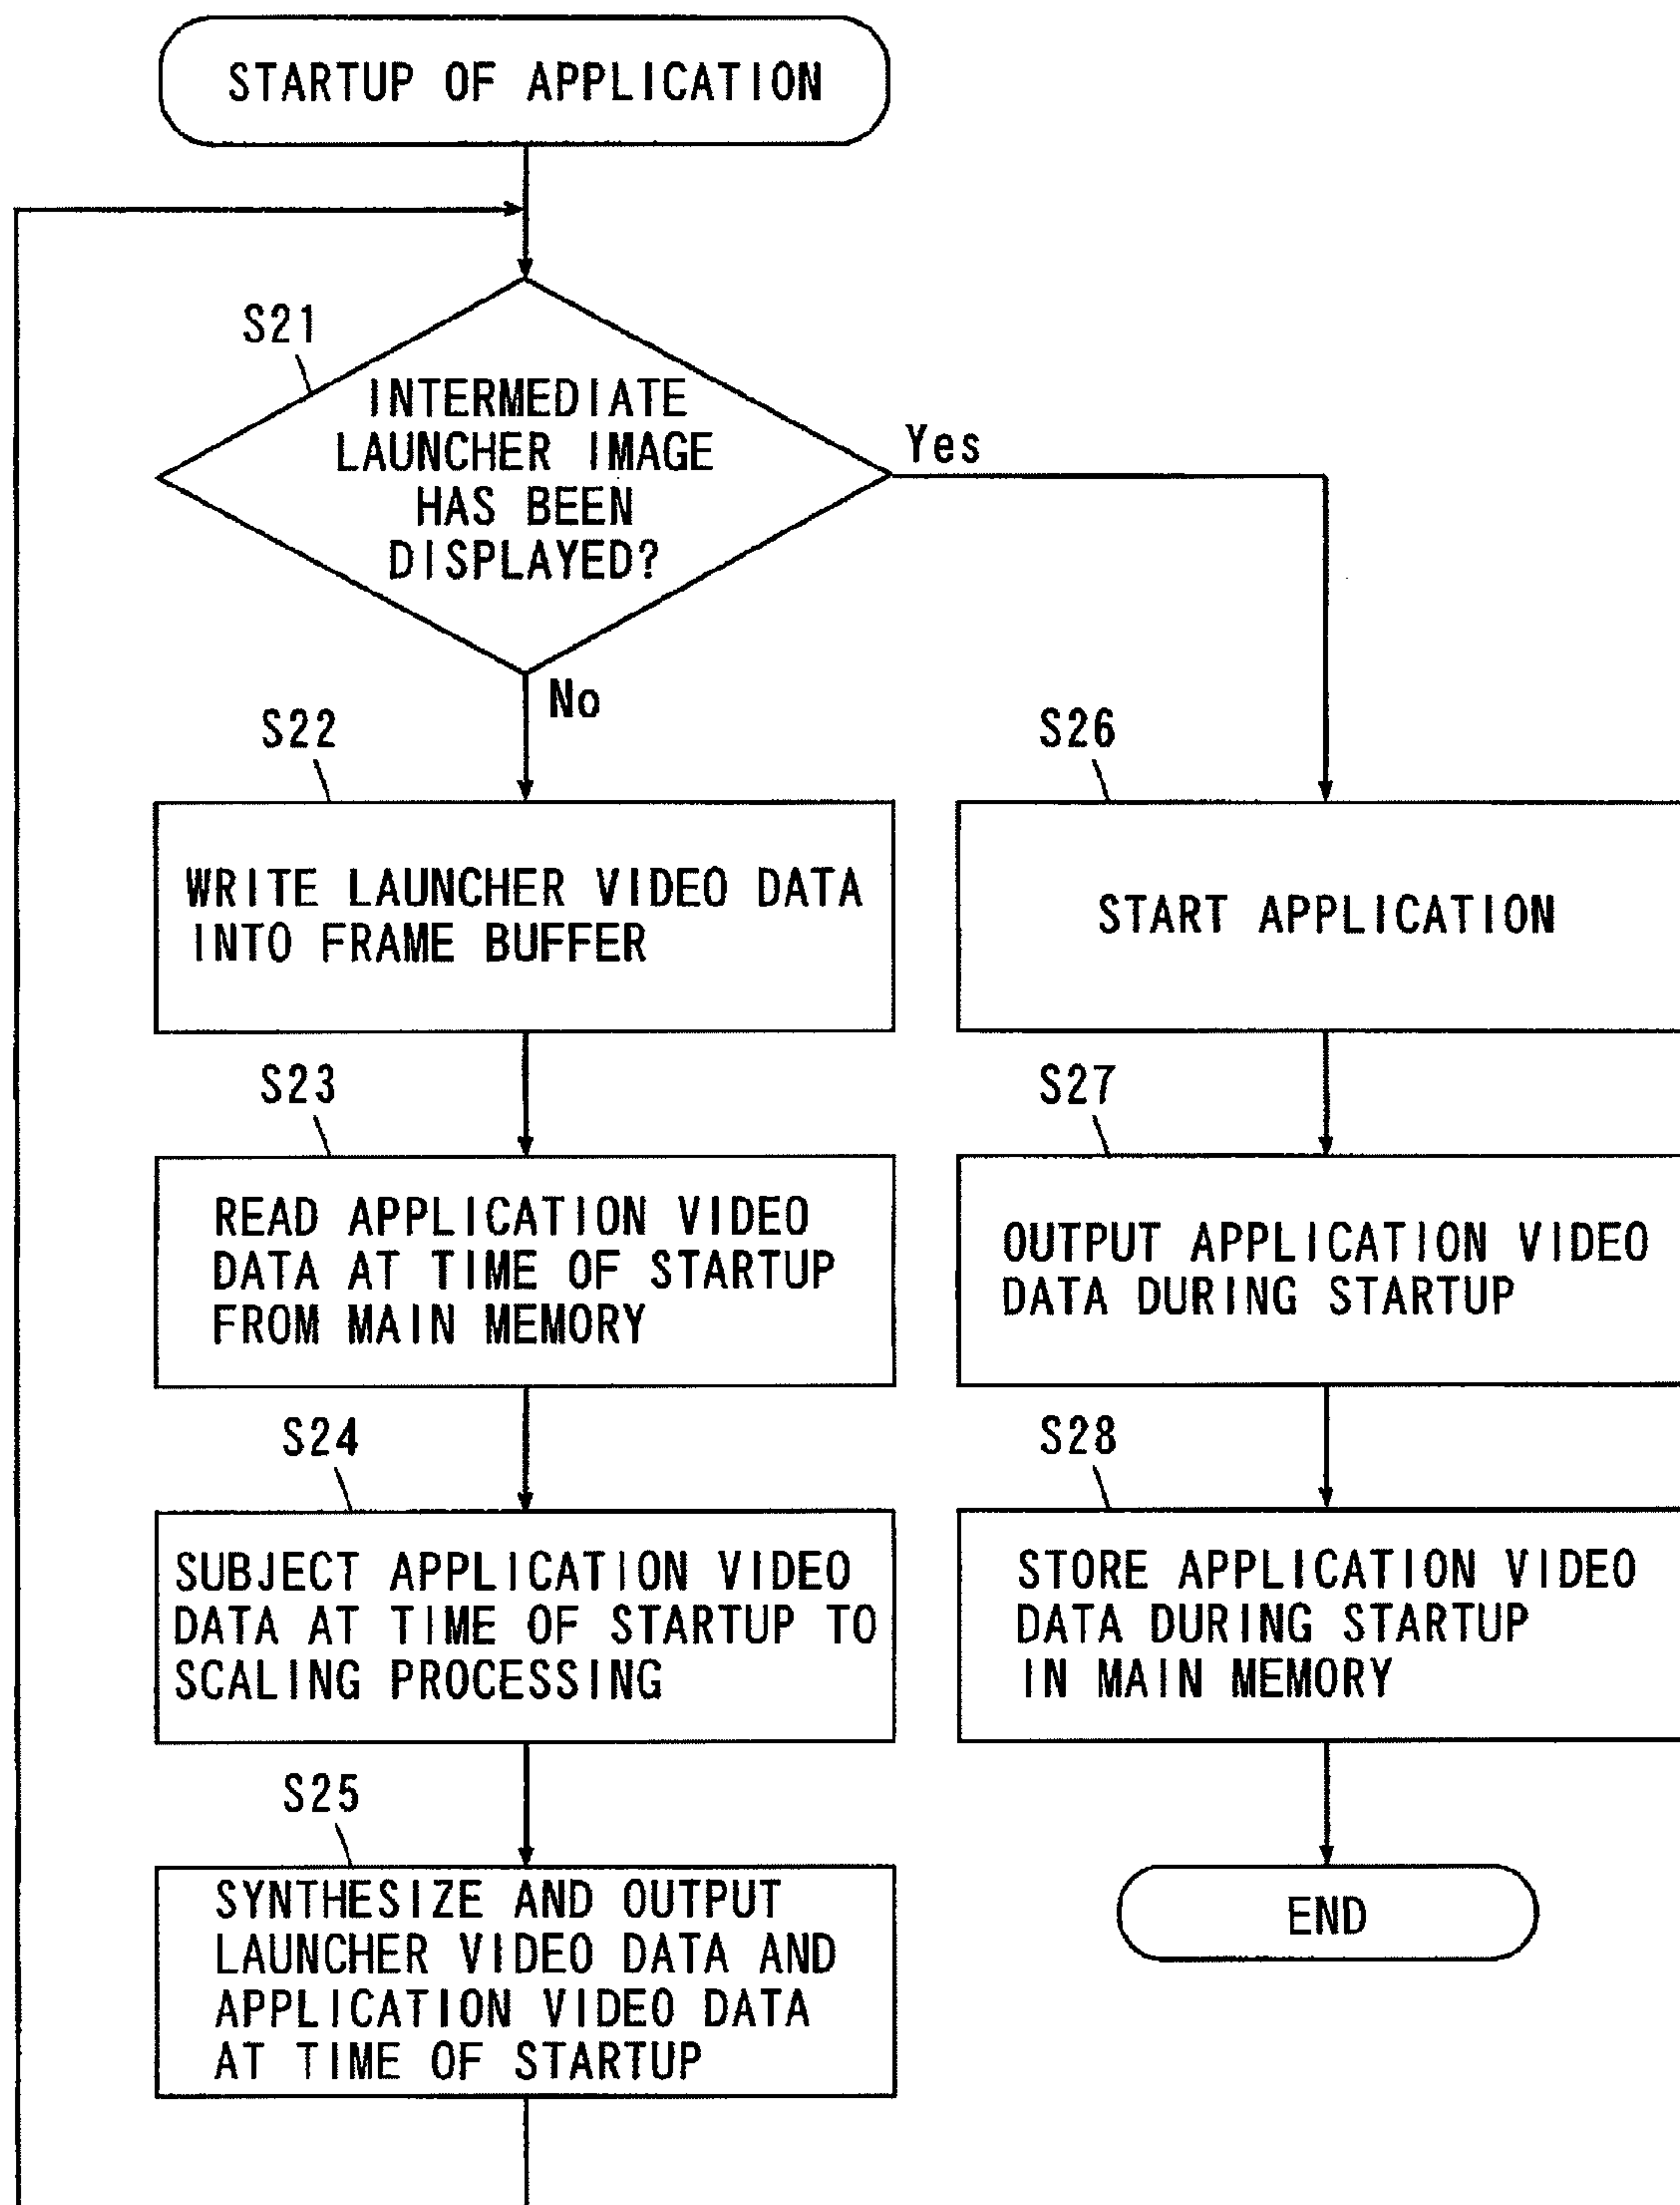 STARTUP OF APPLICATION
S21
INTERMEDIATE
LAUNCHER IMAGE
HAS BEEN
DISPLAYED?
Yes
No
S22
WRITE LAUNCHER VIDEO DATA
INTO FRAME BUFFER
S23
READ APPLICATION VIDEO
DATA AT TIME OF STARTUP
FROM MAIN MEMORY
S24
SUBJECT APPLICATION VIDEO
DATA AT TIME OF STARTUP TO
SCALING PROCESSING
S25
SYNTHESIZE AND OUTPUT
LAUNCHER VIDEO DATA AND
APPLICATION VIDEO DATA
AT TIME OF STARTUP
S26
START APPLICATION
S27
OUTPUT APPLICATION VIDEO
DATA DURING STARTUP
S28
STORE APPLICATION VIDEO
DATA DURING STARTUP
IN MAIN MEMORY
END